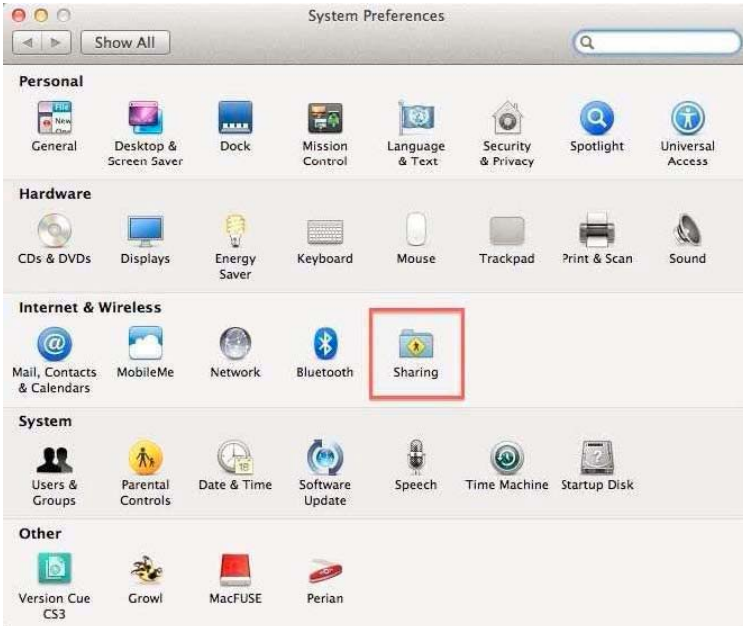 System Preferences
Show All
Personal
General
Desktop &
Screen Saver
Dock
Mission
Control
Language
& Text
Security
& Privacy
Spotlight
Universal
Access
Hardware
CDs & DVDs
Displays
Energy
Saver
Keyboard
Mouse
Trackpad
Print & Scan
Sound
Internet & Wireless
Mail, Contacts
& Calendars
MobileMe
Network
Bluetooth
Sharing
System
Users &
Groups
Parental
Controls
Date & Time
18
Software
Update
Speech
Time Machine
Startup Disk
Other
Version Cue
CS3
Growl
MacFUSE
Perian